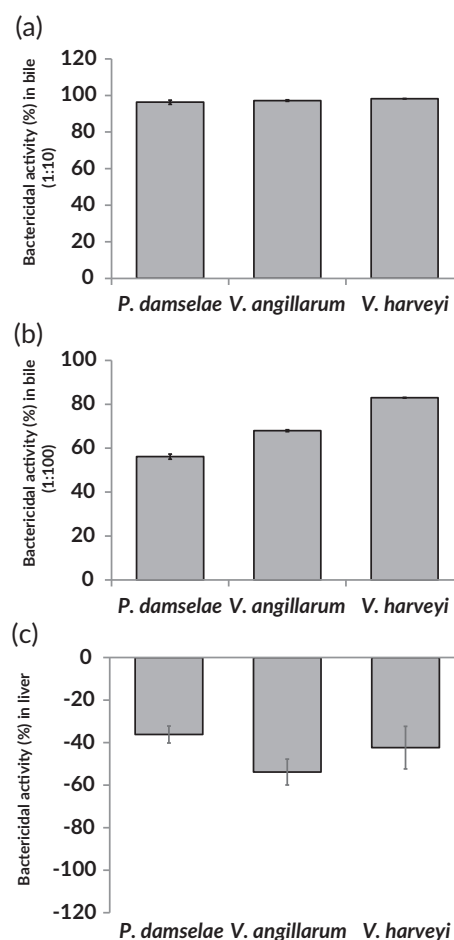 (a)
Bactericidal activity (%) in bile
(1:10)
120
100
80
60
40
20
0
P. damselae V. angillarum V. harveyi
(b)
Bactericidal activity (%) in bile
(1:100)
100
80
60
40
20
0
P. damselae V. angillarum V. harveyi
(c)
Bactericidal activity (%) in liver
0
-20
-40
-60
-80
-100
-120
P. damselae V. angillarum V. harveyi